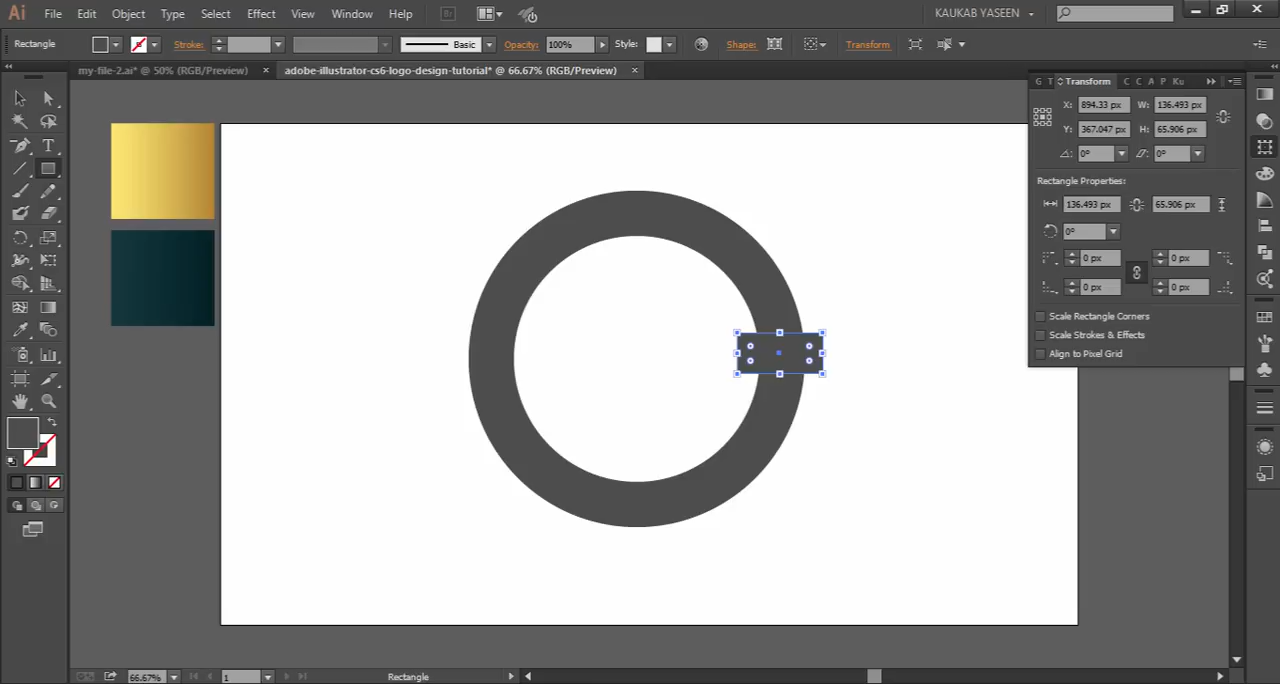 Ai File Edit Object Type Select Effect View Window Help Br KAUKAB YASEEN
Rectangle Stroke: Basic Opacity: 100% Style: Shape: Transform
my-file-2.ai* @ 50% (RGB/Preview) × adobe-illustrator-cs6-logo-design-tutorial* @ 66.67% (RGB/Preview) ×
G T Transform C C A P Ku
X: 894.33 px W: 136.493 px
Y: 367.047 px H: 65.906 px
0° 0°
Rectangle Properties:
136.493 px 65.906 px
0°
0 px 0 px
0 px 0 px
Scale Rectangle Corners
Scale Strokes & Effects
Align to Pixel Grid
66.67% 1 Rectangle